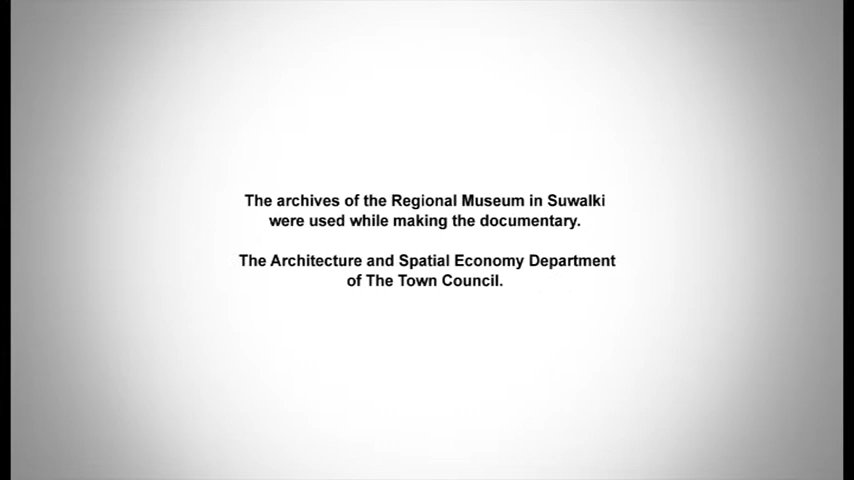 The archives of the Regional Museum in Suwalki
were used while making the documentary.
The Architecture and Spatial Economy Department
of The Town Council.